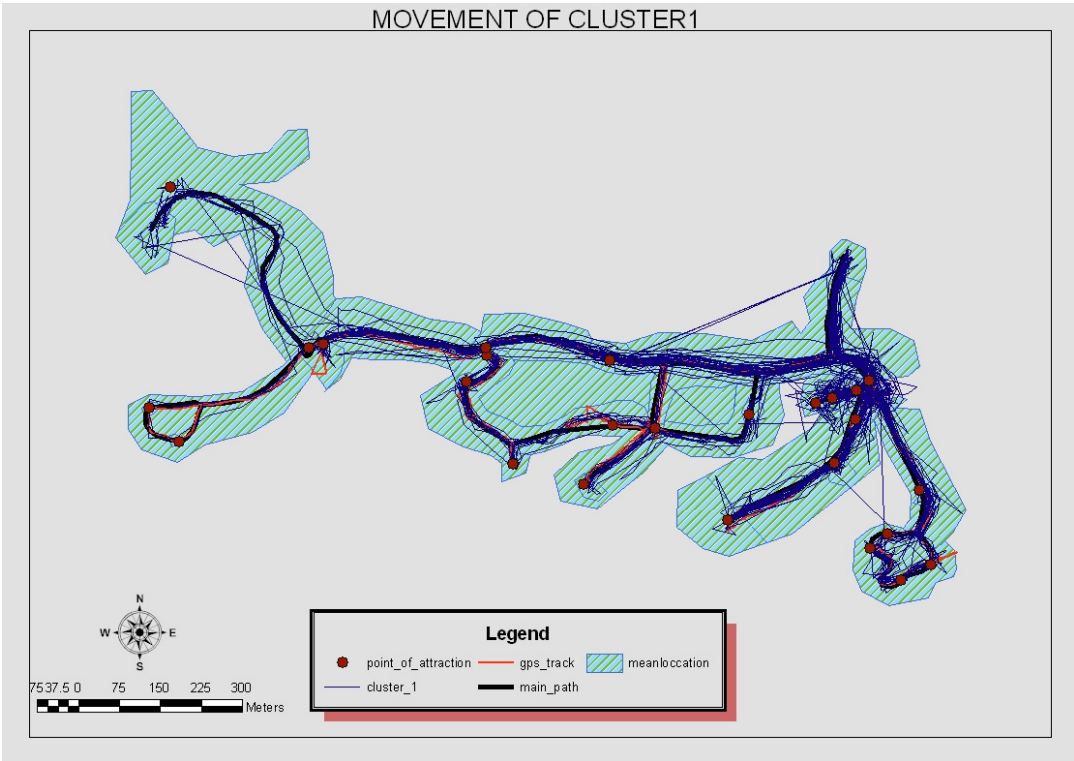 MOVEMENT OF CLUSTER1
N
W E
S
Legend
point_of_attraction gps_track meanloccation
cluster_1 main_path
75 37.5 0 75 150 225 300
Meters